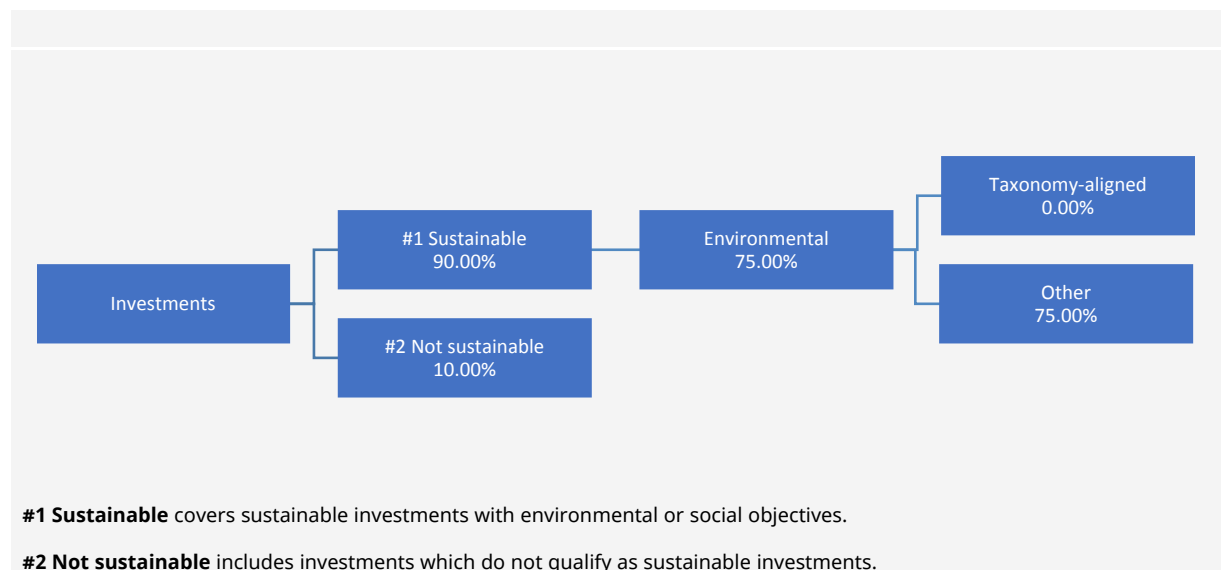 Taxonomy-aligned
0.00%
#1 Sustainable
90.00%
Environmental
75.00%
Other
75.00%
Investments
#2 Not sustainable
10.00%
#1 Sustainable covers sustainable investments with environmental or social objectives.
#2 Not sustainable includes investments which do not qualify as sustainable investments.